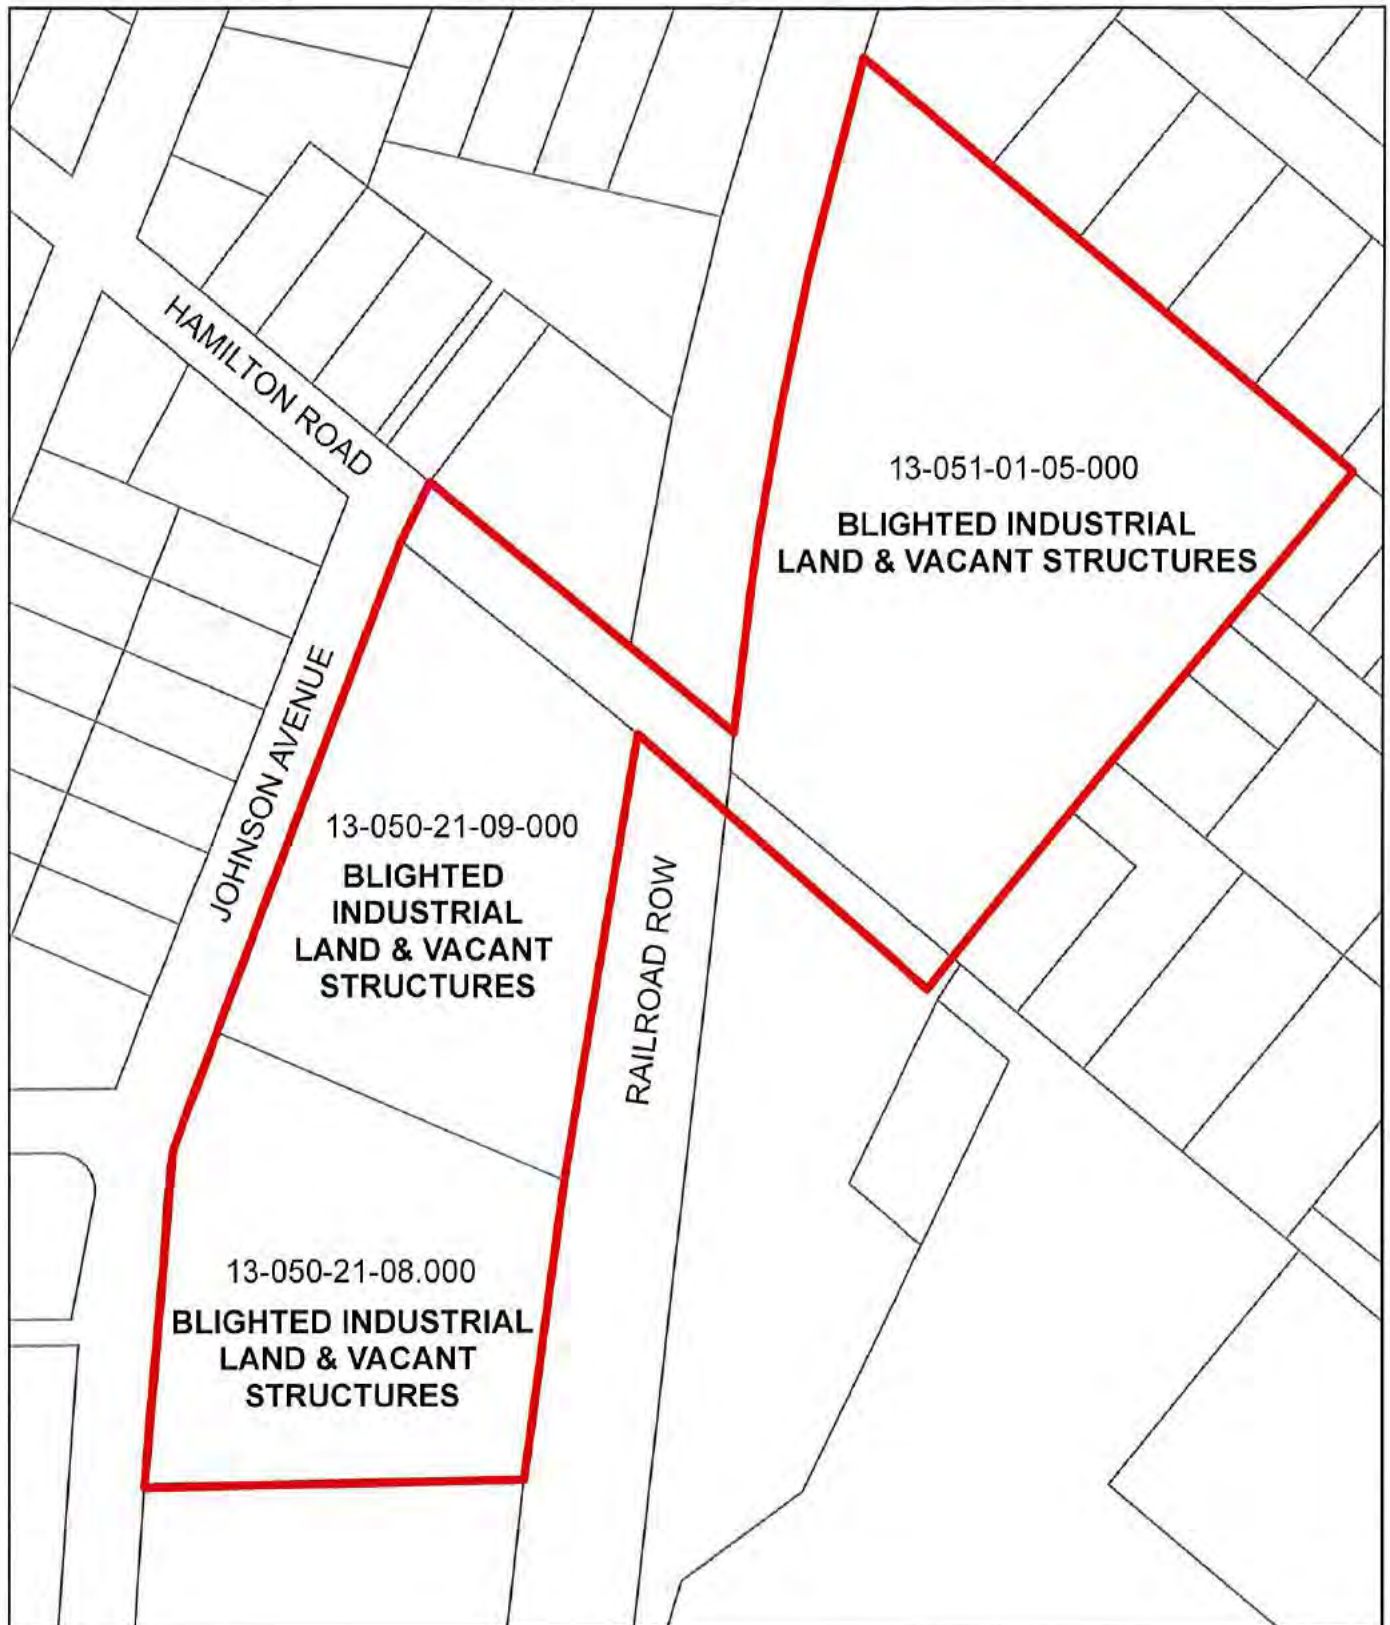 HAMILTON ROAD
13-051-01-05-000
BLIGHTED INDUSTRIAL
LAND & VACANT STRUCTURES
JOHNSON AVENUE
13-050-21-09-000
BLIGHTED
INDUSTRIAL
LAND & VACANT
STRUCTURES
RAILROAD ROW
13-050-21-08.000
BLIGHTED INDUSTRIAL
LAND & VACANT
STRUCTURES